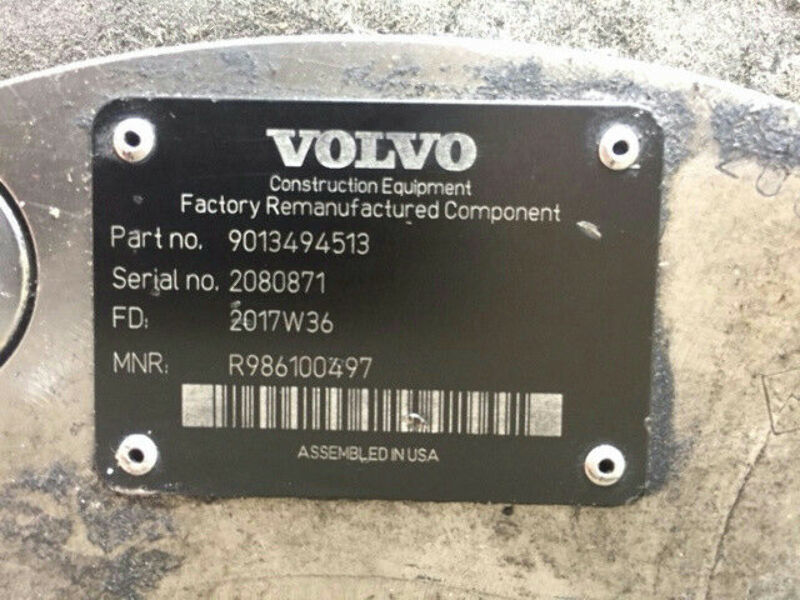 VOLVO
Construction Equipment
Factory Remanufactured Component
Part no. 9013494513
Serial no. 2080871
FD: 2017W36
MNR: R986100497
ASSEMBLED IN USA